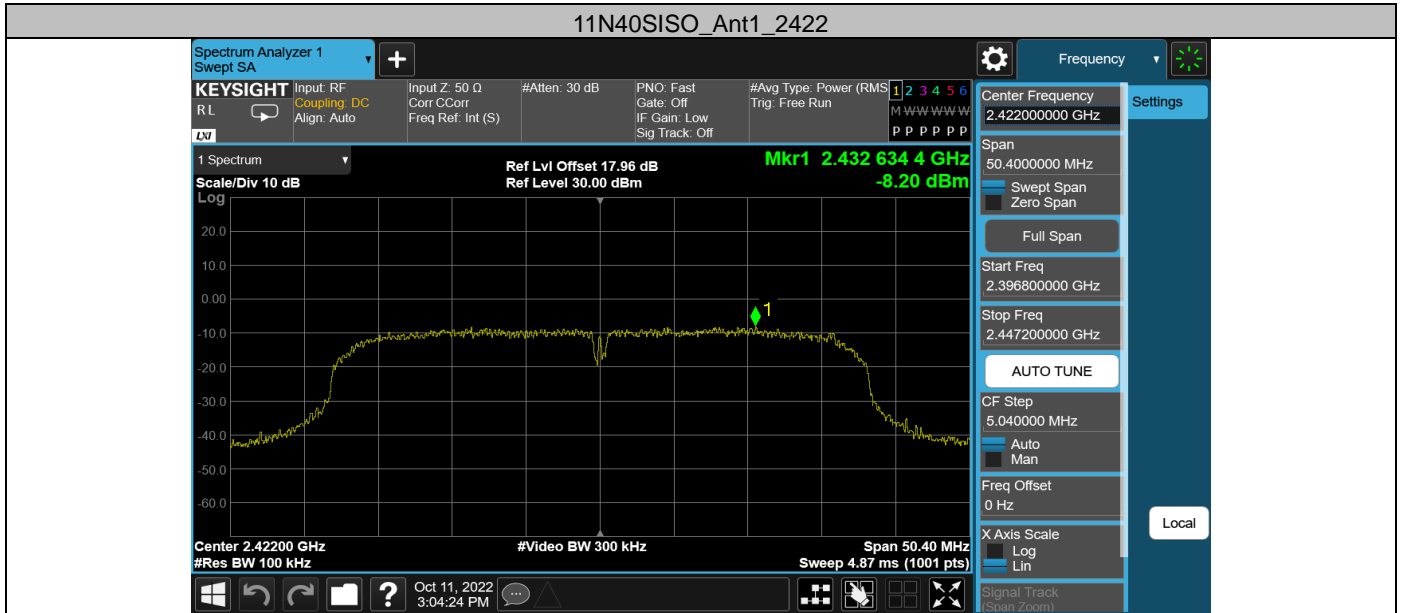 11N40SISO_Ant1_2422
Spectrum Analyzer 1
Swept SA
Frequency
KEYSIGHT
RL
LXI
Input: RF
Coupling: DC
Align: Auto
Input Z: 50 Ω
Corr CCorr
Freq Ref: Int (S)
#Atten: 30 dB
PNO: Fast
Gate: Off
IF Gain: Low
Sig Track: Off
#Avg Type: Power (RMS
Trig: Free Run
1 2 3 4 5 6
M W W W W W
P P P P P P
1 Spectrum
Scale/Div 10 dB
Log
Ref Lvl Offset 17.96 dB
Ref Level 30.00 dBm
Mkr1 2.432 634 4 GHz
-8.20 dBm
20.0
10.0
0.00
-10.0
-20.0
-30.0
-40.0
-50.0
-60.0
1
Center 2.42200 GHz
#Res BW 100 kHz
#Video BW 300 kHz
Span 50.40 MHz
Sweep 4.87 ms (1001 pts)
Center Frequency
2.422000000 GHz
Span
50.4000000 MHz
Swept Span
Zero Span
Full Span
Start Freq
2.396800000 GHz
Stop Freq
2.447200000 GHz
AUTO TUNE
CF Step
5.040000 MHz
Auto
Man
Freq Offset
0 Hz
X Axis Scale
Log
Lin
Signal Track
(Span Zoom)
Settings
Local
?
Oct 11, 2022
3:04:24 PM